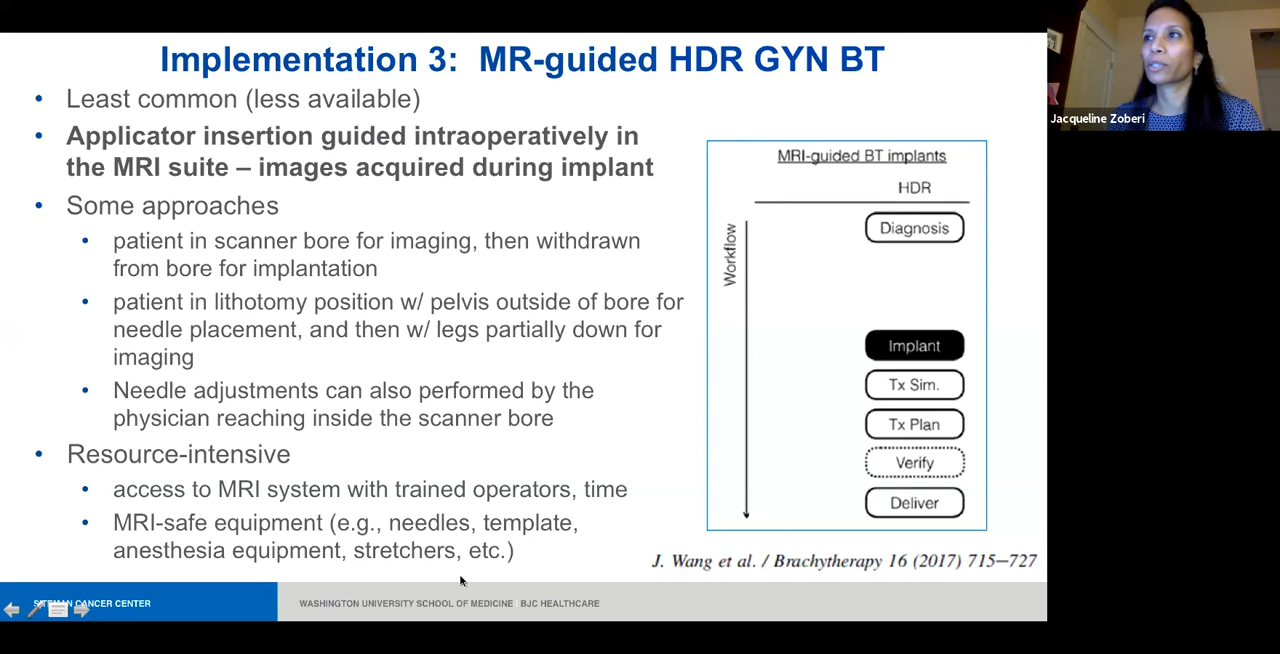 Implementation 3: MR-guided HDR GYN BT
• Least common (less available)
• Applicator insertion guided intraoperatively in
the MRI suite – images acquired during implant
• Some approaches
• patient in scanner bore for imaging, then withdrawn
from bore for implantation
• patient in lithotomy position w/ pelvis outside of bore for
needle placement, and then w/ legs partially down for
imaging
• Needle adjustments can also performed by the
physician reaching inside the scanner bore
• Resource-intensive
• access to MRI system with trained operators, time
• MRI-safe equipment (e.g., needles, template,
anesthesia equipment, stretchers, etc.)
MRI-guided BT implants
HDR
Workflow
Diagnosis
Implant
Tx Sim.
Tx Plan
Verify
Deliver
J. Wang et al. / Brachytherapy 16 (2017) 715–727
CANCER CENTER
WASHINGTON UNIVERSITY SCHOOL OF MEDICINE | BJC HEALTHCARE
Jacqueline Zoberi